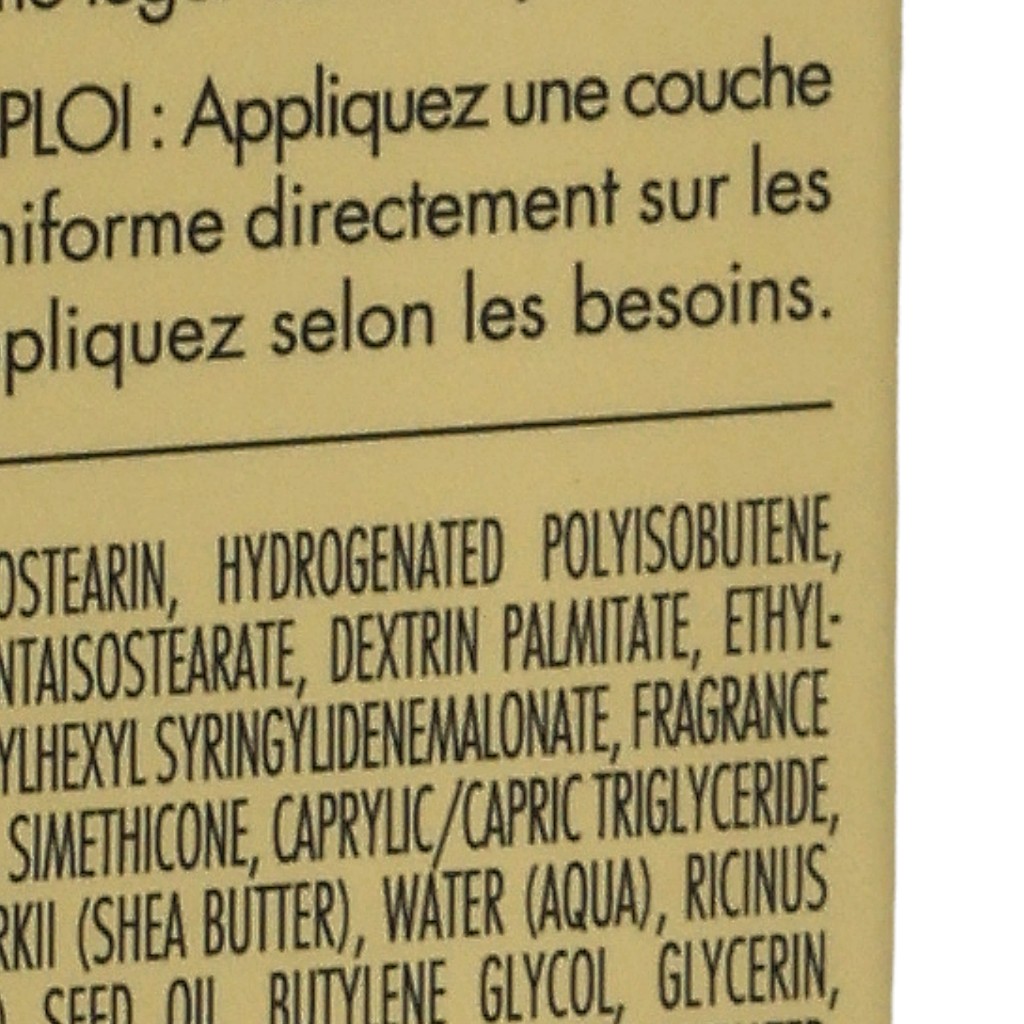 PLOI : Appliquez une couche
niforme directement sur les
pliquez selon les besoins.
OSTEARIN, HYDROGENATED POLYISOBUTENE,
NTAISOSTEARATE, DEXTRIN PALMITATE, ETHYL-
YLHEXYL SYRINGYLIDENEMALONATE, FRAGRANCE
SIMETHICONE, CAPRYLIC/CAPRIC TRIGLYCERIDE,
RKII (SHEA BUTTER), WATER (AQUA), RICINUS
SEED OIL, BUTYLENE GLYCOL, GLYCERIN,